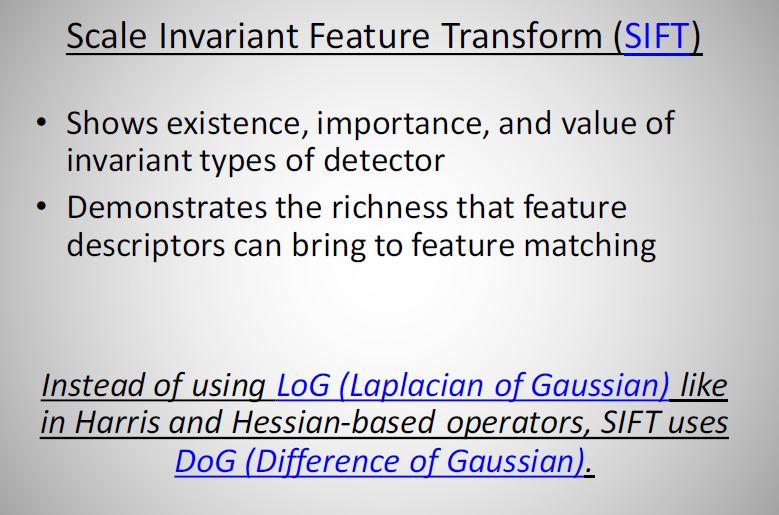 Scale Invariant Feature Transform (SIFT)
• Shows existence, importance, and value of
invariant types of detector
• Demonstrates the richness that feature
descriptors can bring to feature matching
Instead of using LoG (Laplacian of Gaussian) like
in Harris and Hessian-based operators, SIFT uses
DoG (Difference of Gaussian).